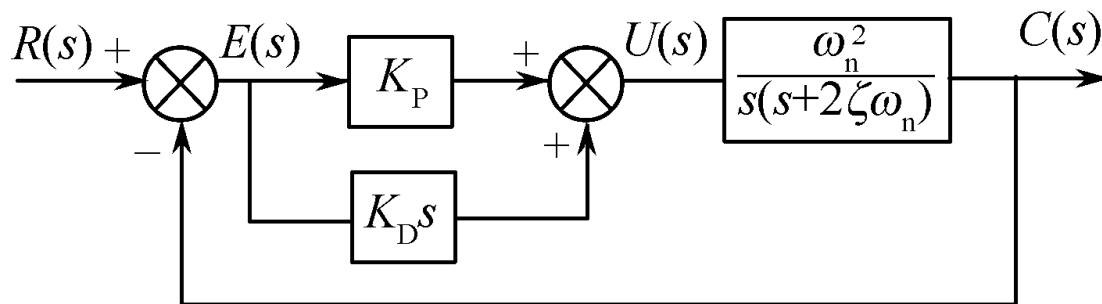 R(s) + E(s) K_P + U(s) ω_n^2 / s(s+2ζω_n) C(s)
− K_D s +